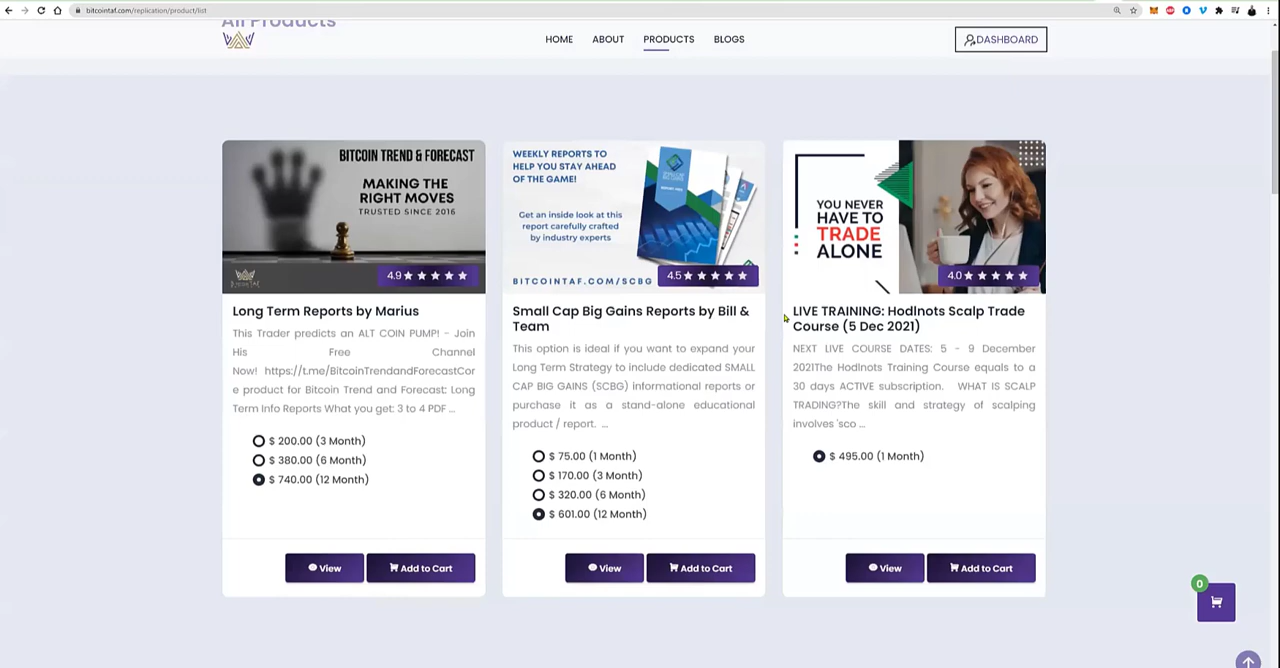 bitcointaf.com/replication/product/list
All Products
HOME ABOUT PRODUCTS BLOGS
DASHBOARD
BITCOIN TREND & FORECAST
MAKING THE
RIGHT MOVES
TRUSTED SINCE 2016
4.9
Long Term Reports by Marius
This Trader predicts an ALT COIN PUMP! - Join
His Free Channel
Now! https://t.me/BitcoinTrendandForecastCor
e product for Bitcoin Trend and Forecast: Long
Term Info Reports What you get: 3 to 4 PDF ...
$ 200.00 (3 Month)
$ 380.00 (6 Month)
$ 740.00 (12 Month)
View Add to Cart
WEEKLY REPORTS TO
HELP YOU STAY AHEAD
OF THE GAME!
Get an inside look at this
report carefully crafted
by industry experts
BITCOINTAF.COM/SCBG
4.5
Small Cap Big Gains Reports by Bill &
Team
This option is ideal if you want to expand your
Long Term Strategy to include dedicated SMALL
CAP BIG GAINS (SCBG) informational reports or
purchase it as a stand-alone educational
product / report. ...
$ 75.00 (1 Month)
$ 170.00 (3 Month)
$ 320.00 (6 Month)
$ 601.00 (12 Month)
View Add to Cart
YOU NEVER
HAVE TO
TRADE
ALONE
4.0
LIVE TRAINING: Hodlnots Scalp Trade
Course (5 Dec 2021)
NEXT LIVE COURSE DATES: 5 - 9 December
2021The Hodlnots Training Course equals to a
30 days ACTIVE subscription. WHAT IS SCALP
TRADING?The skill and strategy of scalping
involves 'sco ...
$ 495.00 (1 Month)
View Add to Cart
0